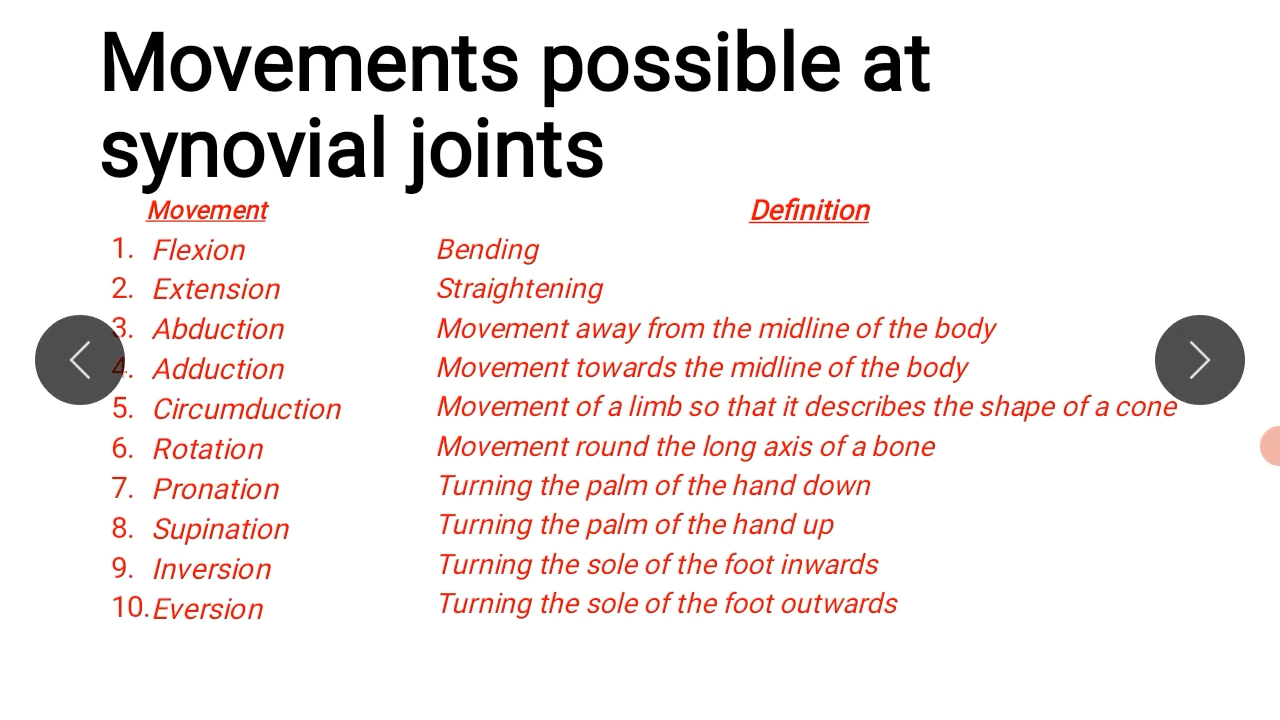 Movements possible at
synovial joints
Movement Definition
1. Flexion Bending
2. Extension Straightening
3. Abduction Movement away from the midline of the body
4. Adduction Movement towards the midline of the body
5. Circumduction Movement of a limb so that it describes the shape of a cone
6. Rotation Movement round the long axis of a bone
7. Pronation Turning the palm of the hand down
8. Supination Turning the palm of the hand up
9. Inversion Turning the sole of the foot inwards
10. Eversion Turning the sole of the foot outwards